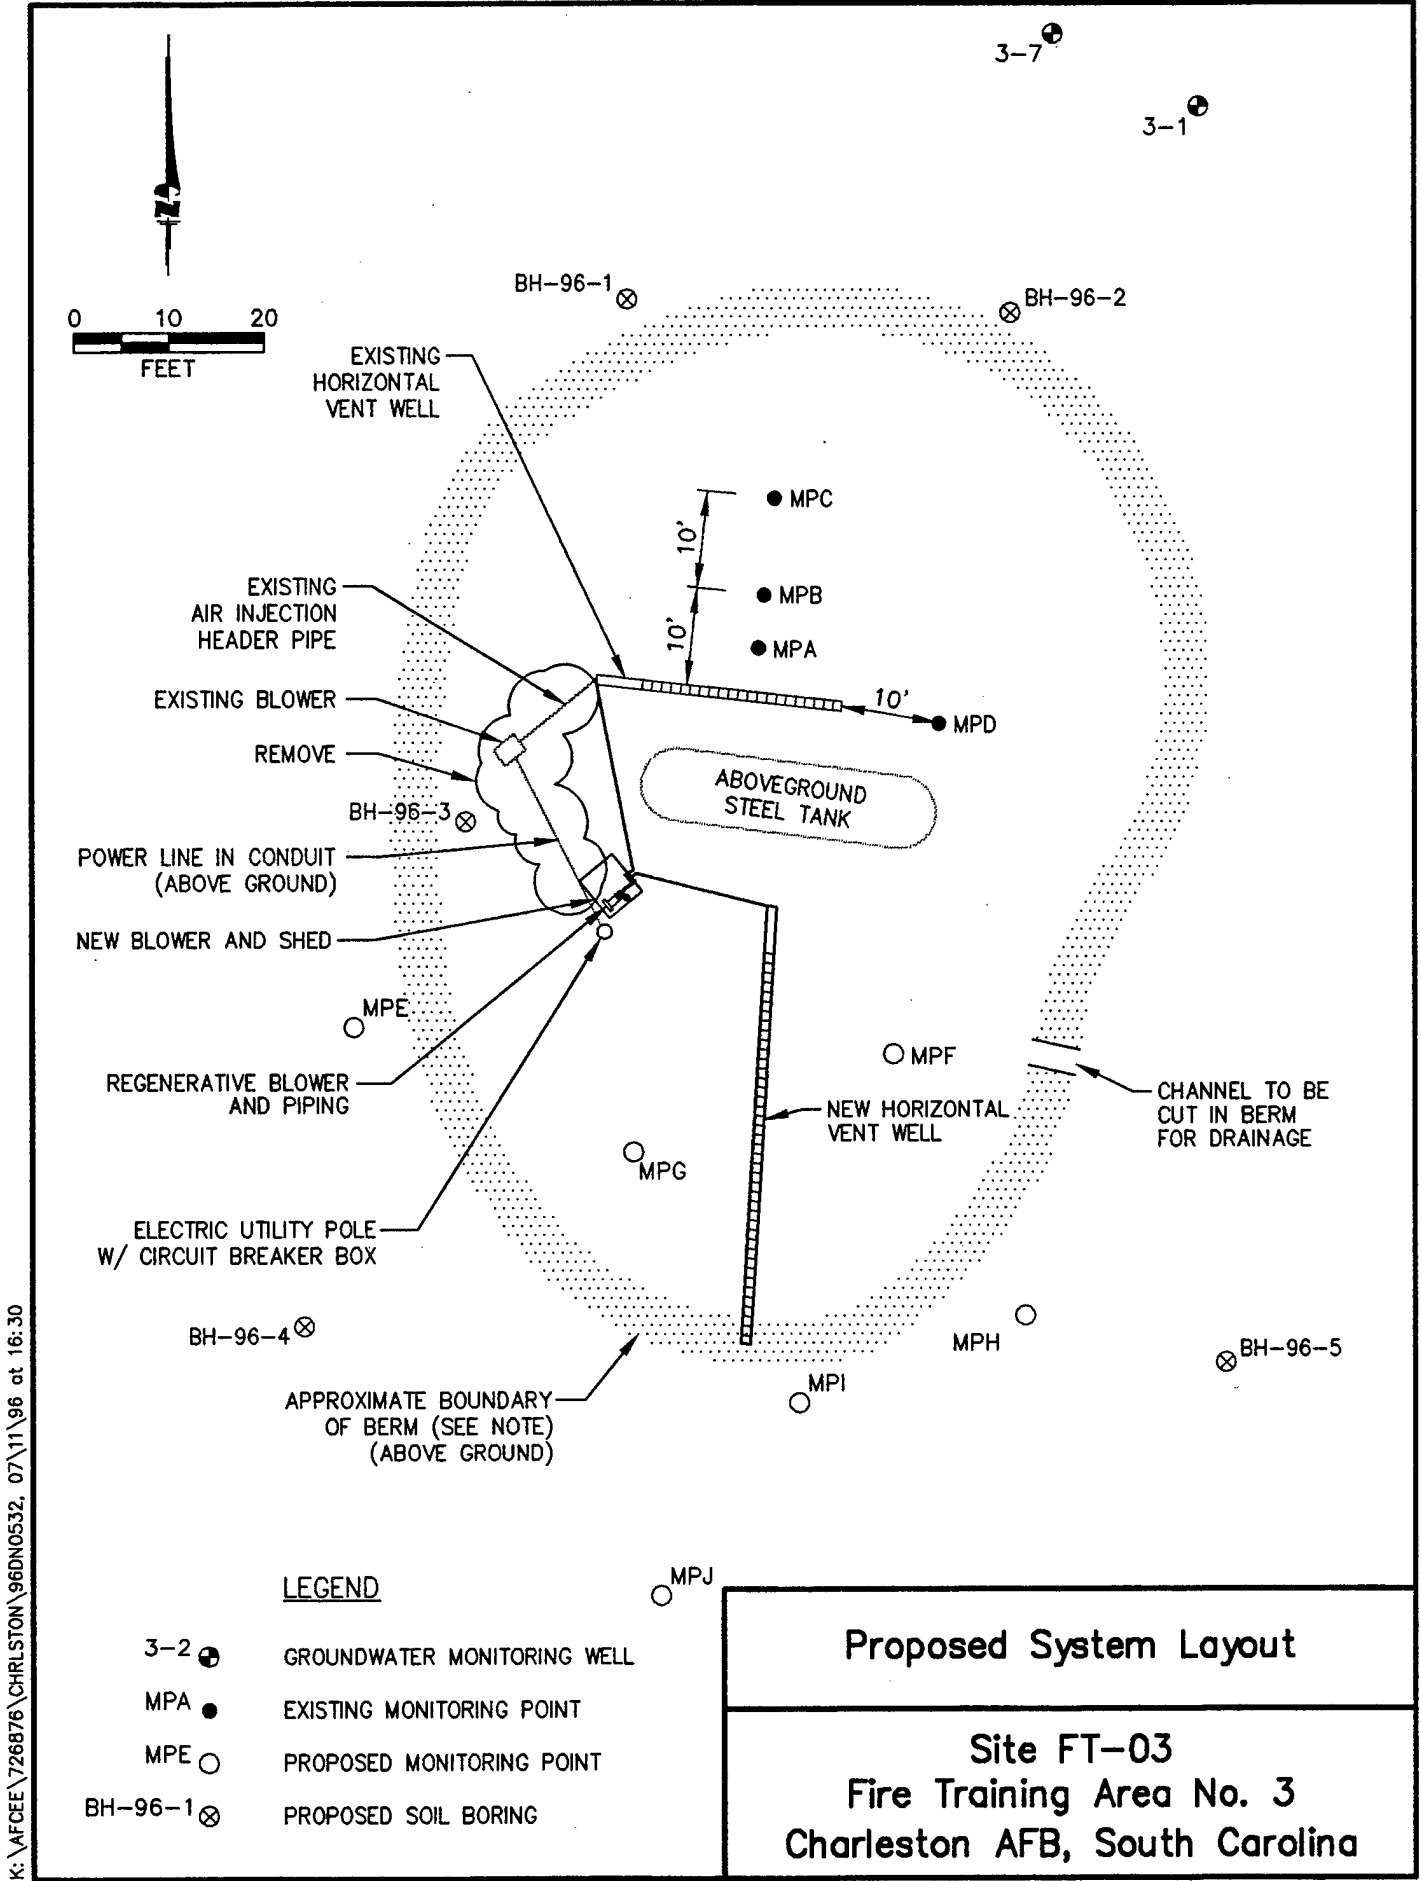 3-7
3-1
N
0 10 20
FEET
BH-96-1
BH-96-2
EXISTING
HORIZONTAL
VENT WELL
MPC
10'
EXISTING
AIR INJECTION
HEADER PIPE
MPB
10'
MPA
EXISTING BLOWER
10'
MPD
REMOVE
ABOVEGROUND
STEEL TANK
BH-96-3
POWER LINE IN CONDUIT
(ABOVE GROUND)
NEW BLOWER AND SHED
MPE
MPF
REGENERATIVE BLOWER
AND PIPING
NEW HORIZONTAL
VENT WELL
CHANNEL TO BE
CUT IN BERM
FOR DRAINAGE
MPG
ELECTRIC UTILITY POLE
W/ CIRCUIT BREAKER BOX
BH-96-4
MPH
BH-96-5
MPI
APPROXIMATE BOUNDARY
OF BERM (SEE NOTE)
(ABOVE GROUND)
MPJ
LEGEND
3-2 GROUNDWATER MONITORING WELL
MPA EXISTING MONITORING POINT
MPE PROPOSED MONITORING POINT
BH-96-1 PROPOSED SOIL BORING
Proposed System Layout
Site FT-03
Fire Training Area No. 3
Charleston AFB, South Carolina
K:\AFCEE\726876\CHRLSTON\96DN0532, 07\11\96 at 16:30